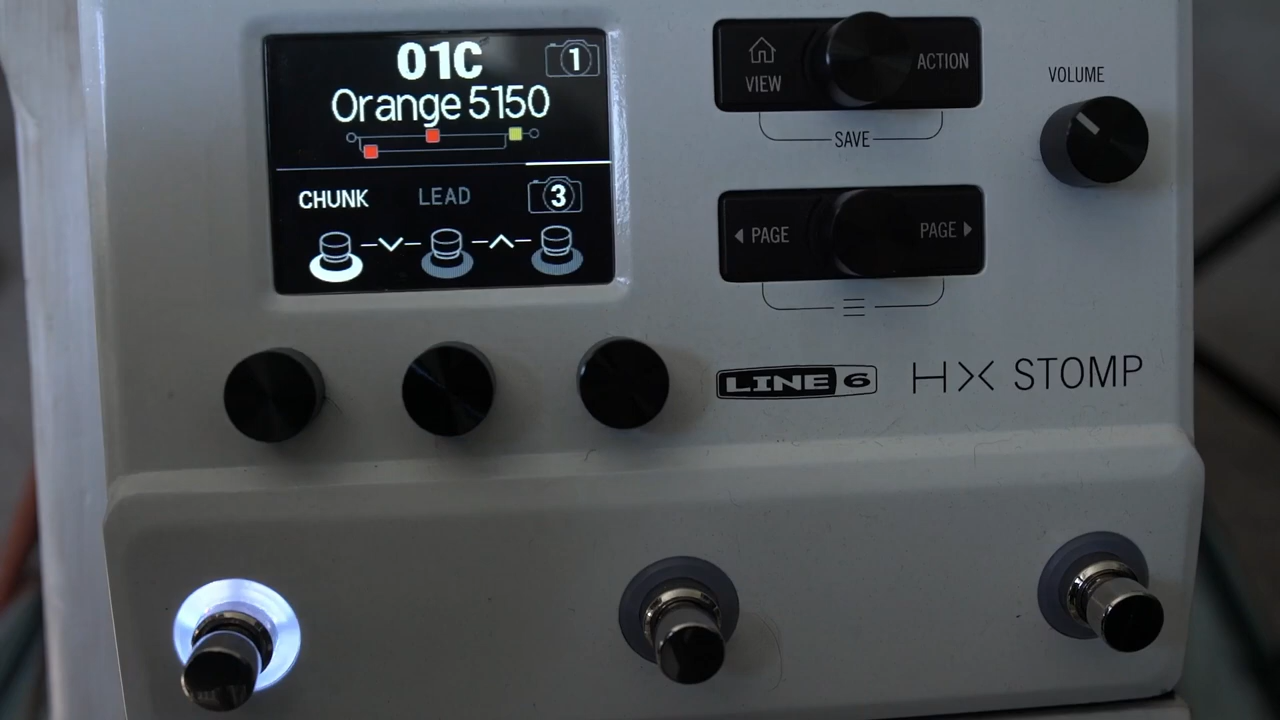 01C
1
Orange 5150
CHUNK LEAD 3
VIEW
ACTION
SAVE
VOLUME
PAGE
PAGE
LINE 6
HX STOMP